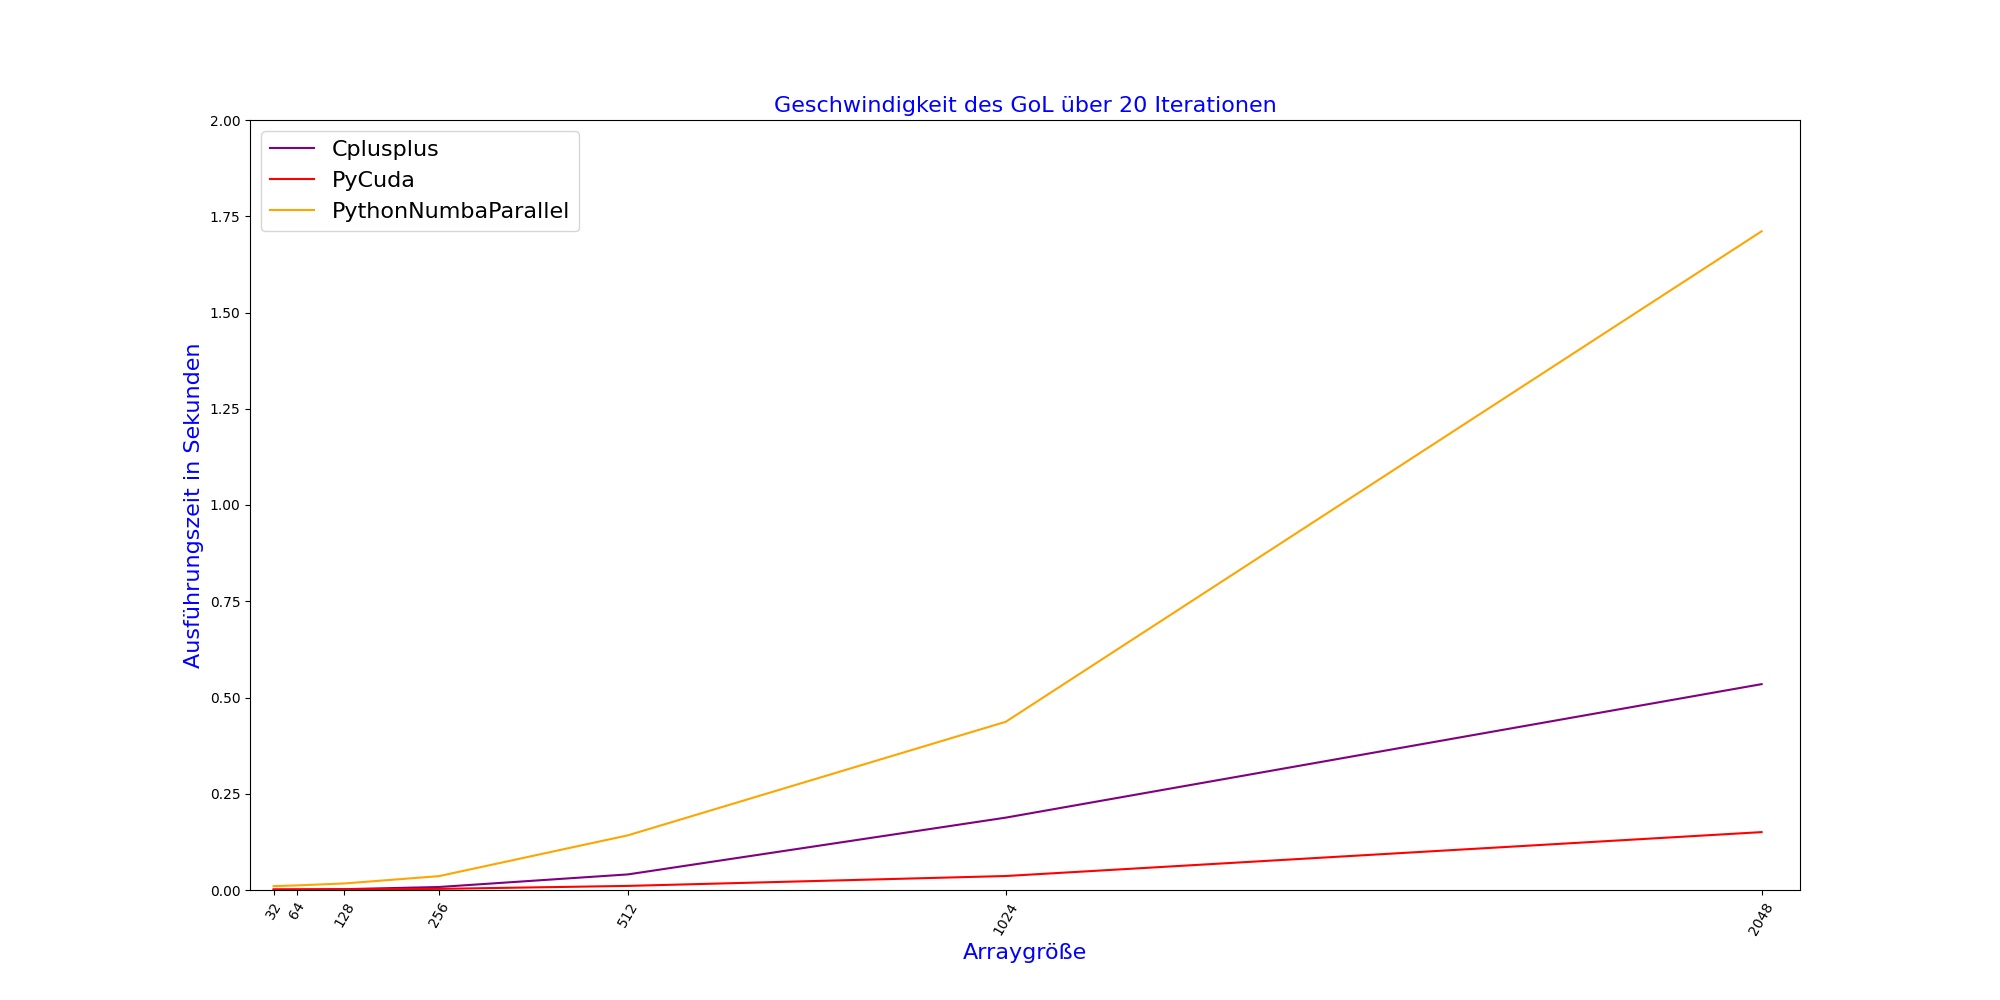 Geschwindigkeit des GoL über 20 Iterationen
Cplusplus
PyCuda
PythonNumbaParallel
2.00
1.75
1.50
1.25
1.00
0.75
0.50
0.25
0.00
Ausführungszeit in Sekunden
32
64
128
256
512
1024
2048
Arraygröße